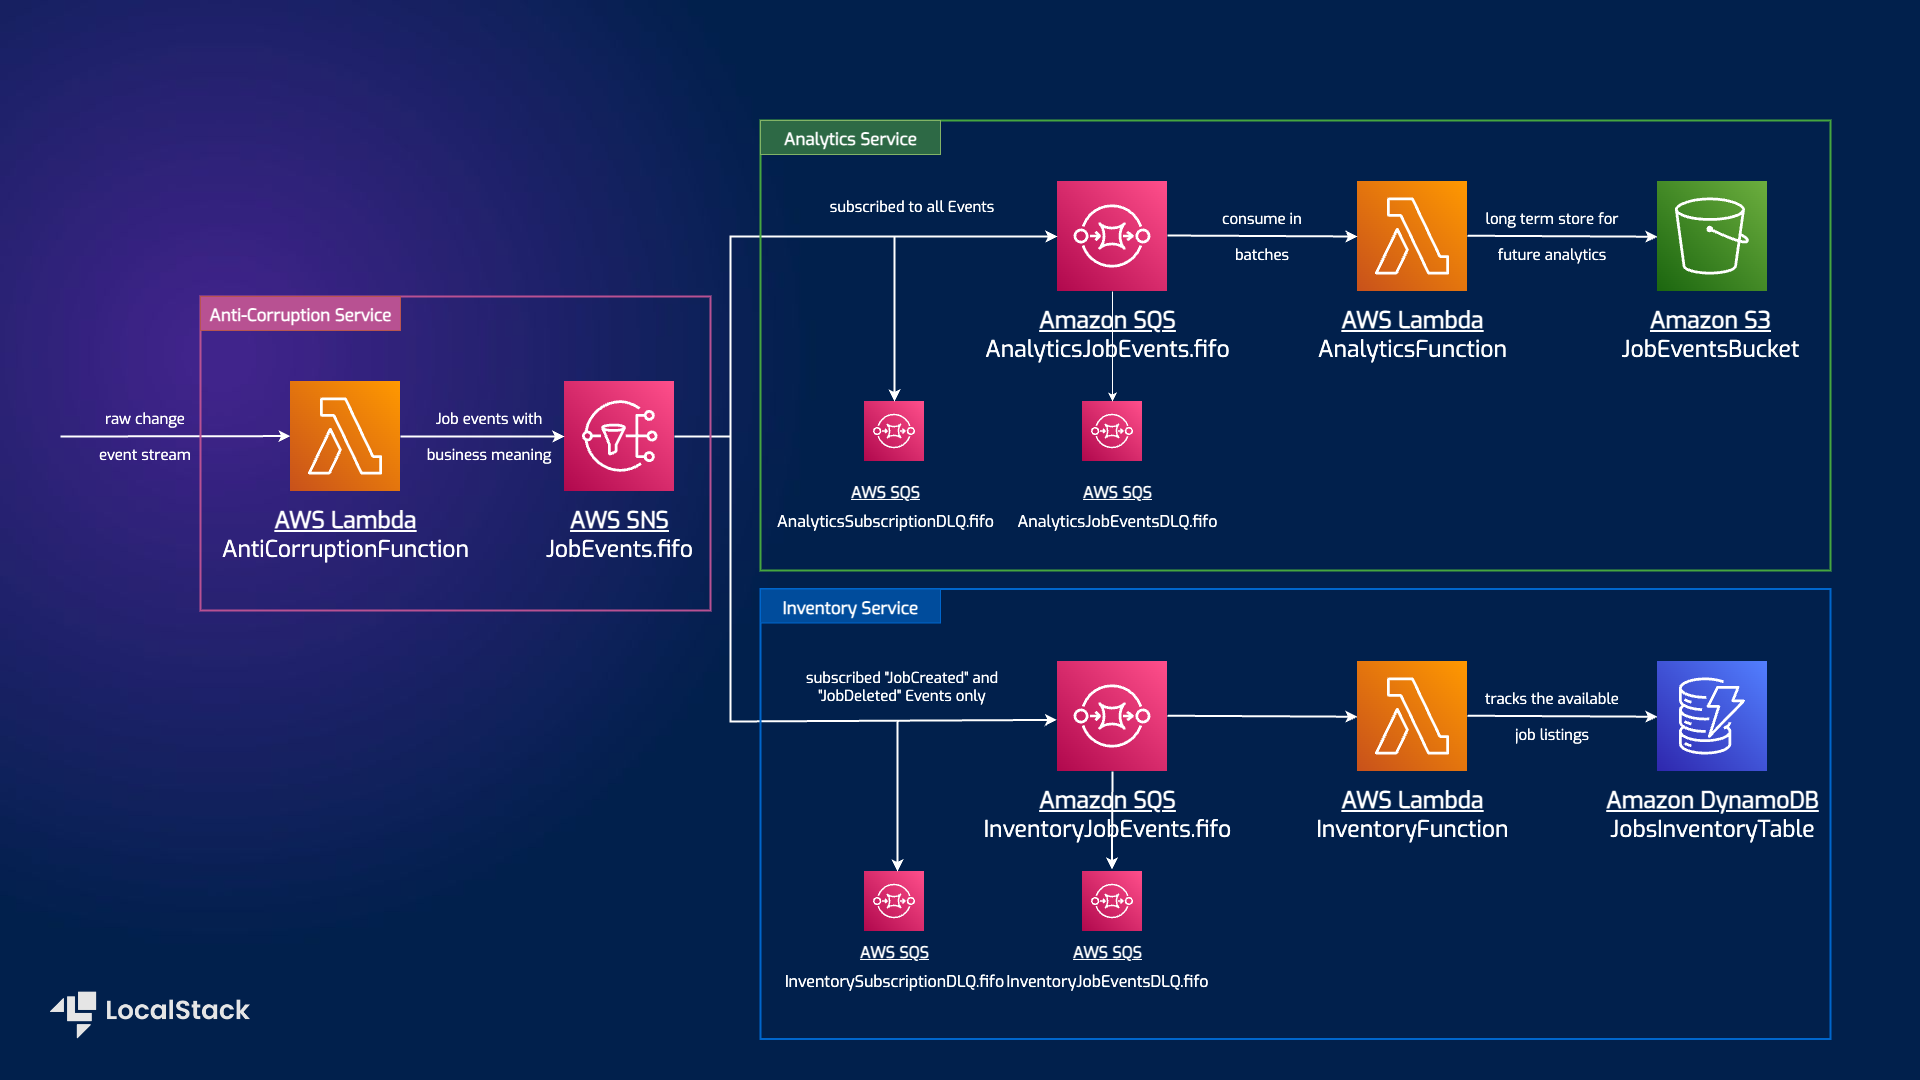 Analytics Service
subscribed to all Events
consume in
batches
long term store for
future analytics
Amazon SQS
AnalyticsJobEvents.fifo
AWS Lambda
AnalyticsFunction
Amazon S3
JobEventsBucket
AWS SQS
AnalyticsSubscriptionDLQ.fifo
AWS SQS
AnalyticsJobEventsDLQ.fifo
Anti-Corruption Service
raw change
event stream
Job events with
business meaning
AWS Lambda
AntiCorruptionFunction
AWS SNS
JobEvents.fifo
Inventory Service
subscribed "JobCreated" and
"JobDeleted" Events only
tracks the available
job listings
Amazon SQS
InventoryJobEvents.fifo
AWS Lambda
InventoryFunction
Amazon DynamoDB
JobsInventoryTable
AWS SQS
InventorySubscriptionDLQ.fifo
AWS SQS
InventoryJobEventsDLQ.fifo
LocalStack